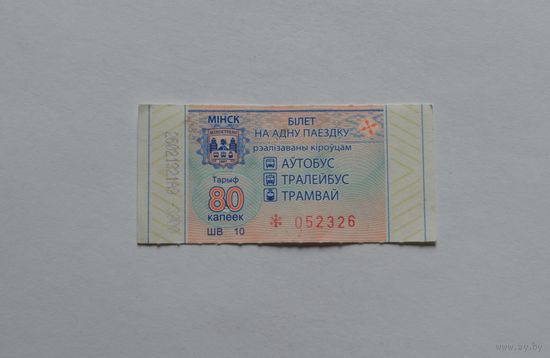 МІНСК
МІНСКТРАНС
Тарыф
80
капеек
ШВ 10
БІЛЕТ
НА АДНУ ПАЕЗДКУ
рэалізаваны кіроўцам
АЎТОБУС
ТРАЛЕЙБУС
ТРАМВАЙ
052326
www.ay.by